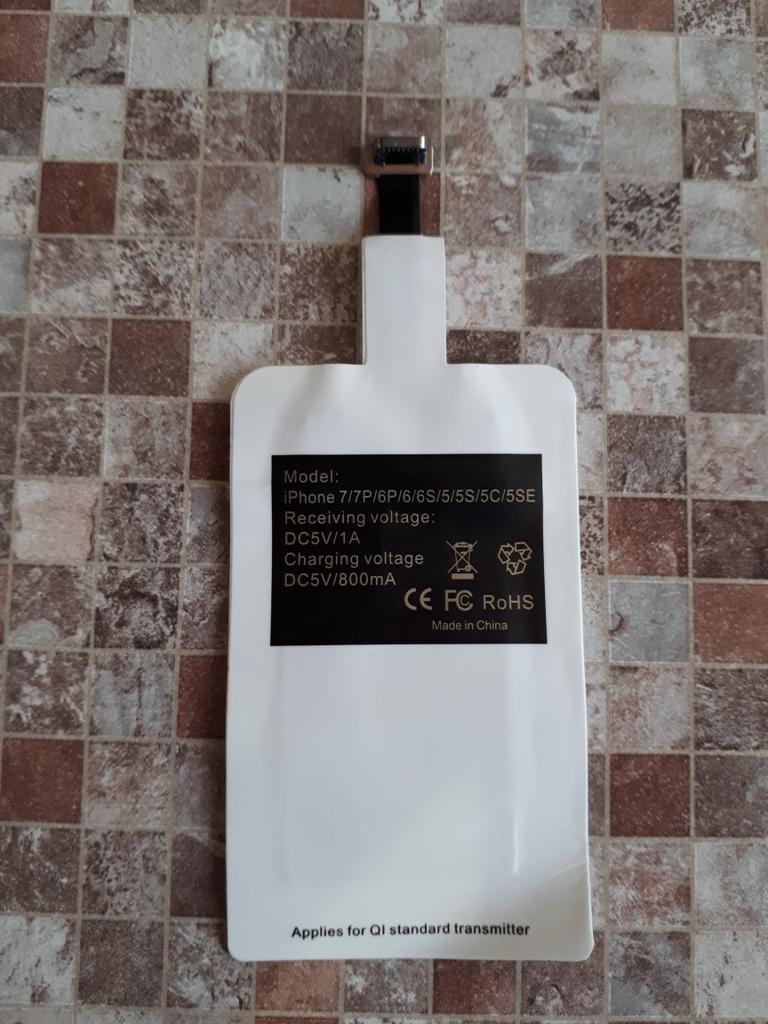 Model:
iPhone 7/7P/6P/6/6S/5/5S/5C/5SE
Receiving voltage:
DC5V/1A
Charging voltage
DC5V/800mA
CE FC RoHS
Made in China
Applies for QI standard transmitter